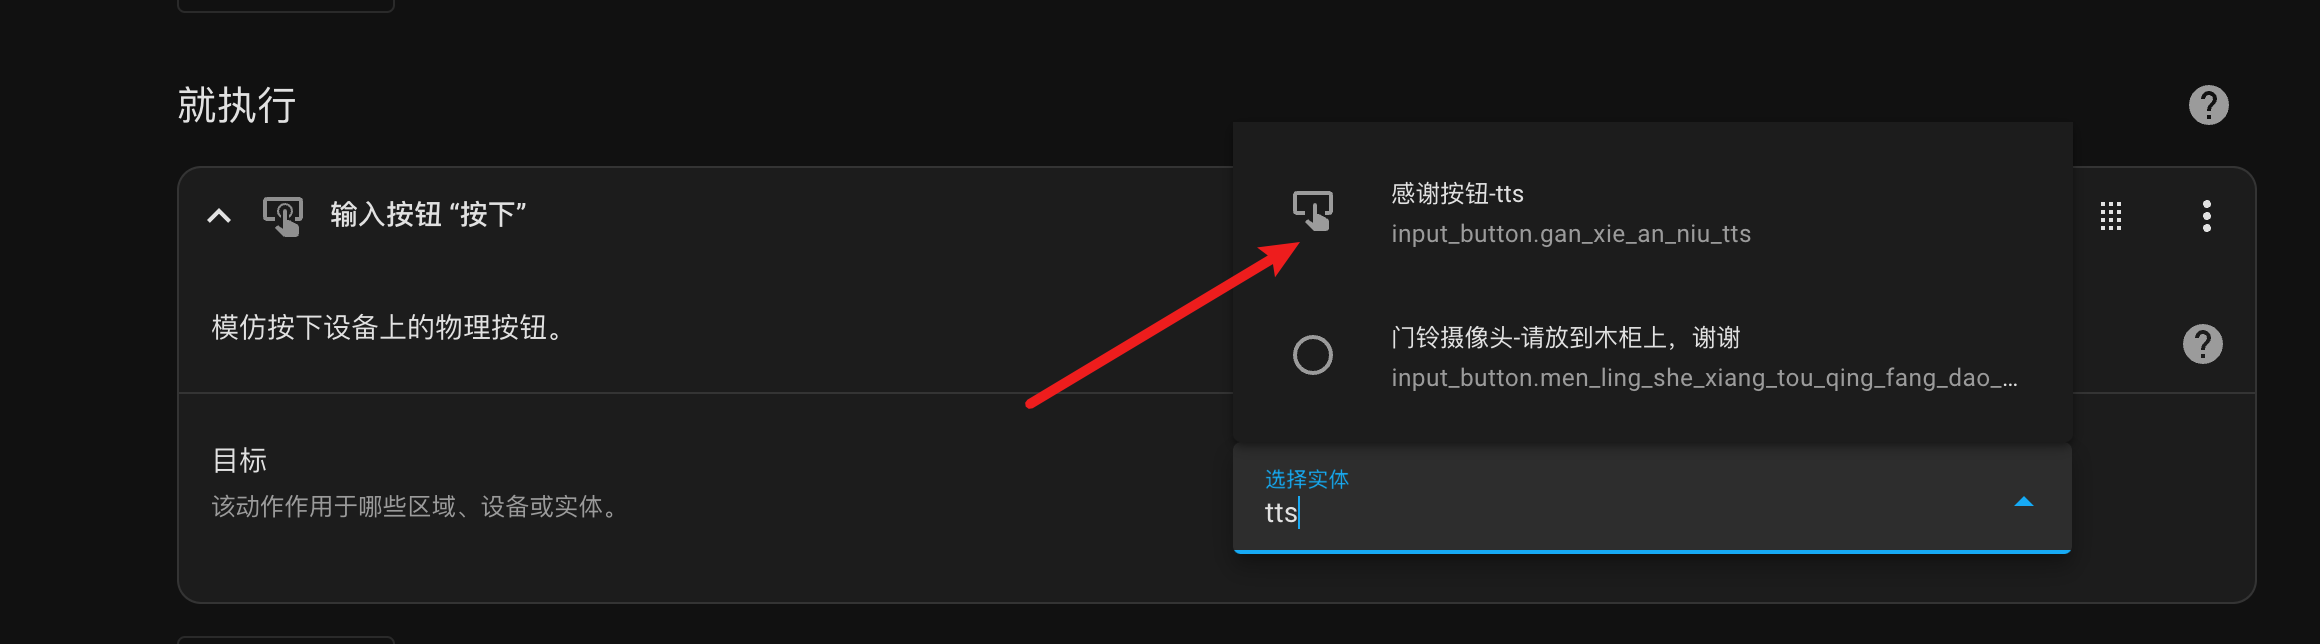 就执行
输入按钮 “按下”
模仿按下设备上的物理按钮。
目标
该动作作用于哪些区域、设备或实体。
感谢按钮-tts
input_button.gan_xie_an_niu_tts
门铃摄像头-请放到木柜上，谢谢
input_button.men_ling_she_xiang_tou_qing_fang_dao_...
选择实体
tts